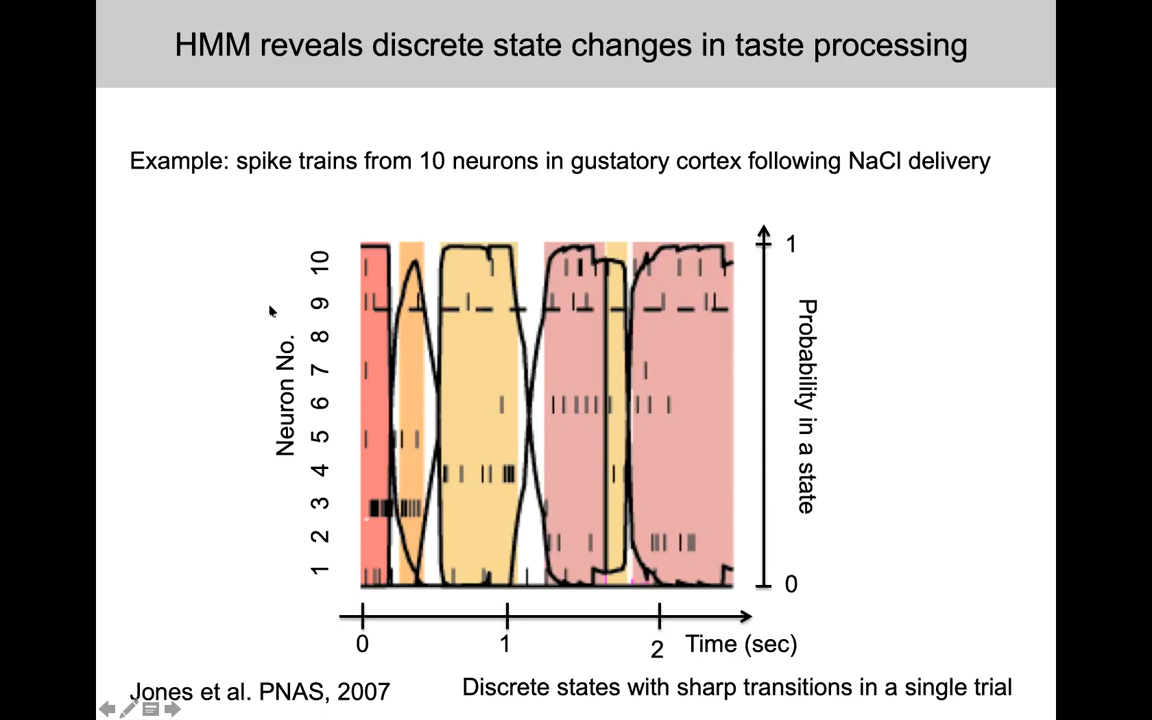 HMM reveals discrete state changes in taste processing
Example: spike trains from 10 neurons in gustatory cortex following NaCl delivery
Neuron No.
10
9
8
7
6
5
4
3
2
1
1
0
Probability in a state
0
1
2
Time (sec)
Jones et al. PNAS, 2007
Discrete states with sharp transitions in a single trial